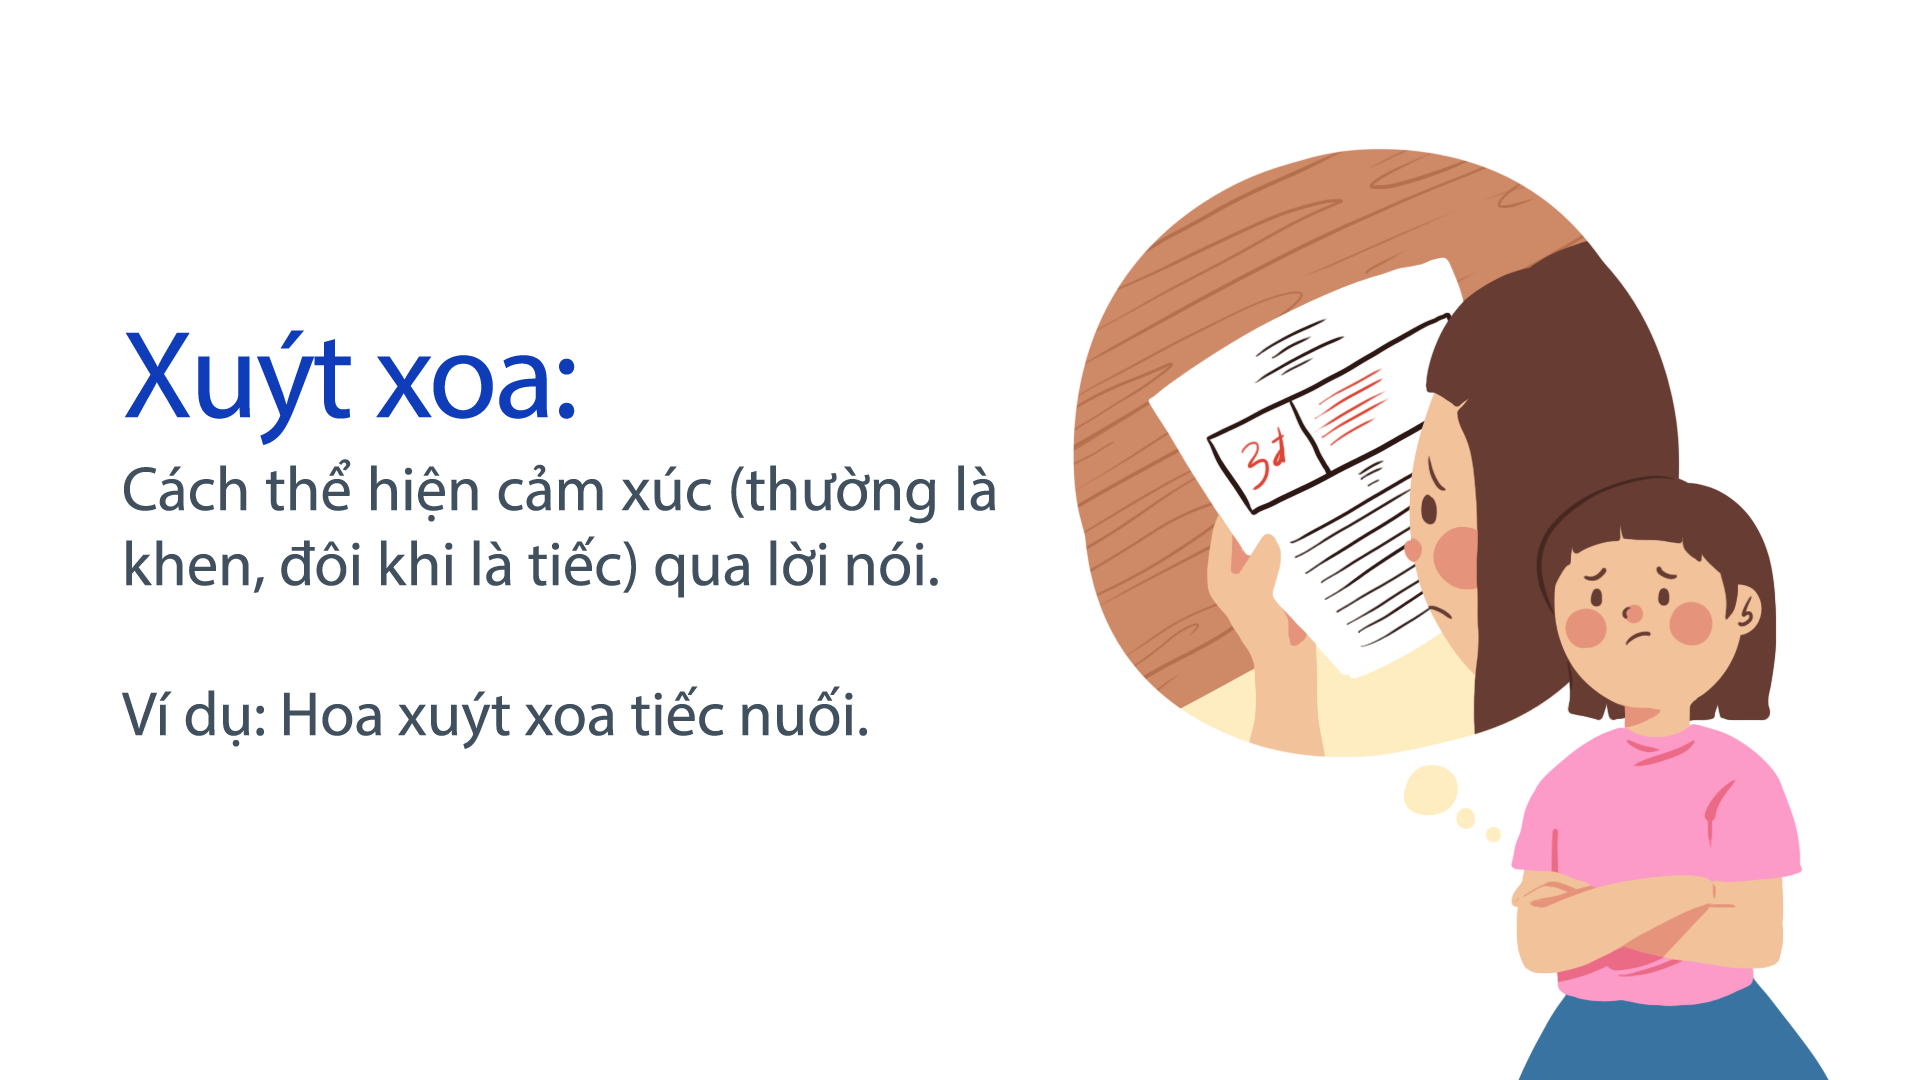 Xuýt xoa:
Cách thể hiện cảm xúc (thường là
khen, đôi khi là tiếc) qua lời nói.
Ví dụ: Hoa xuýt xoa tiếc nuối.
3đ